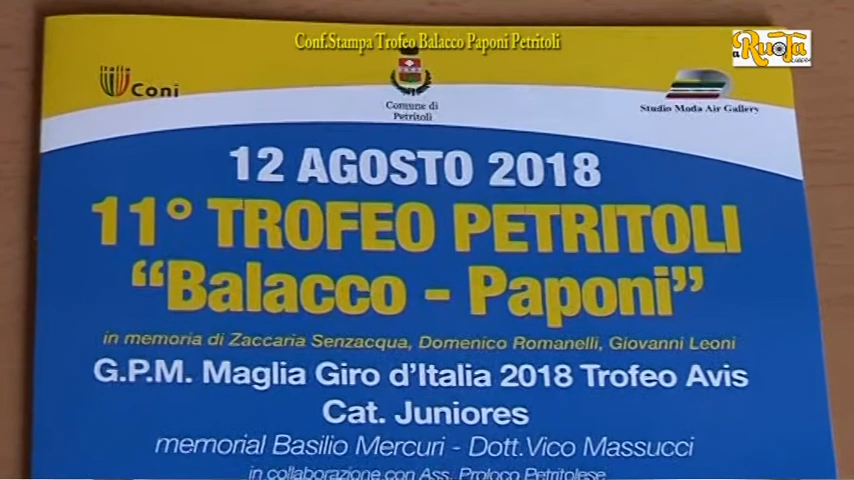 Conf.Stampa Trofeo Balacco Paponi Petritoli
Ruota
Italia
Coni
Comune di
Petritoli
Studio Moda Air Gallery
12 AGOSTO 2018
11° TROFEO PETRITOLI
“Balacco - Paponi”
in memoria di Zaccaria Senzacqua, Domenico Romanelli, Giovanni Leoni
G.P.M. Maglia Giro d'Italia 2018 Trofeo Avis
Cat. Juniores
memorial Basilio Mercuri - Dott.Vico Massucci
in collaborazione con Ass. Proloco Petritolese